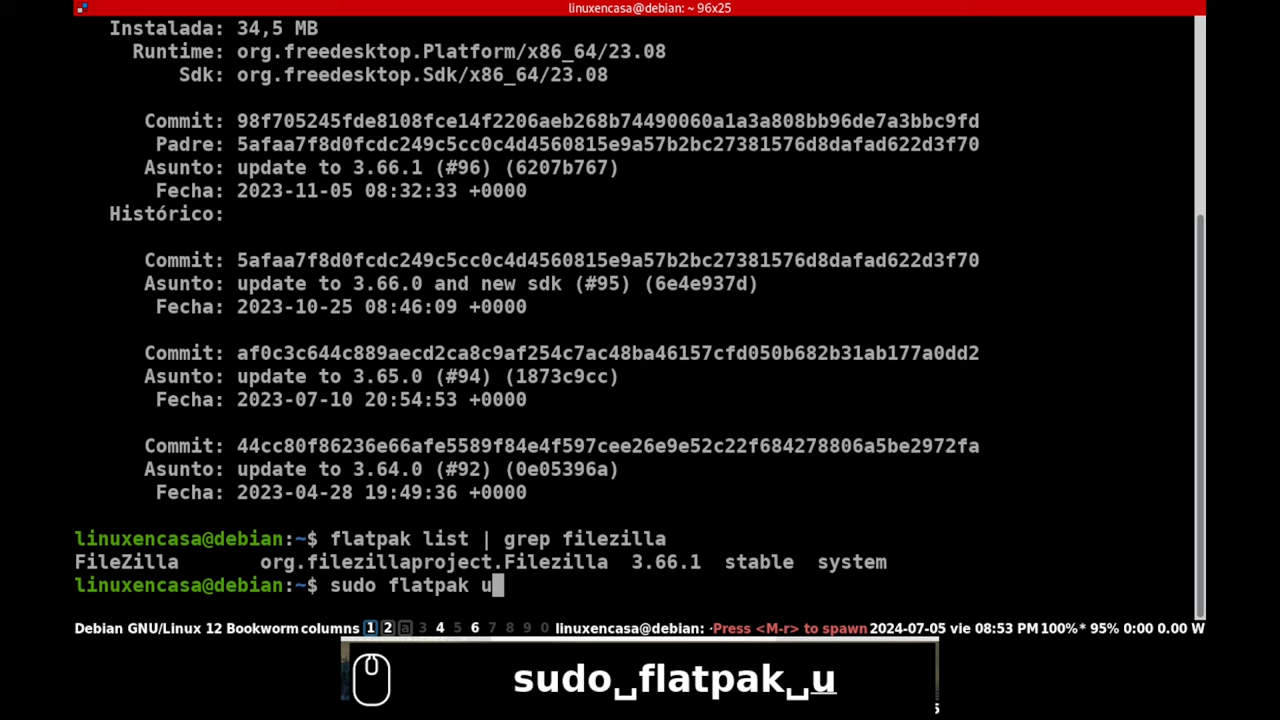 linuxencasa@debian: ~ 96x25
Instalada: 34,5 MB
Runtime: org.freedesktop.Platform/x86_64/23.08
Sdk: org.freedesktop.Sdk/x86_64/23.08
Commit: 98f705245fde8108fce14f2206aeb268b74490060a1a3a808bb96de7a3bbc9fd
Padre: 5afaa7f8d0fcdc249c5cc0c4d4560815e9a57b2bc27381576d8dafad622d3f70
Asunto: update to 3.66.1 (#96) (6207b767)
Fecha: 2023-11-05 08:32:33 +0000
Histórico:
Commit: 5afaa7f8d0fcdc249c5cc0c4d4560815e9a57b2bc27381576d8dafad622d3f70
Asunto: update to 3.66.0 and new sdk (#95) (6e4e937d)
Fecha: 2023-10-25 08:46:09 +0000
Commit: af0c3c644c889aecd2ca8c9af254c7ac48ba46157cfd050b682b31ab177a0dd2
Asunto: update to 3.65.0 (#94) (1873c9cc)
Fecha: 2023-07-10 20:54:53 +0000
Commit: 44cc80f86236e66afe5589f84e4f597cee26e9e52c22f684278806a5be2972fa
Asunto: update to 3.64.0 (#92) (0e05396a)
Fecha: 2023-04-28 19:49:36 +0000
linuxencasa@debian:~$ flatpak list | grep filezilla
FileZilla org.filezillaproject.Filezilla 3.66.1 stable system
linuxencasa@debian:~$ sudo flatpak u
Debian GNU/Linux 12 Bookworm columns 1 2 a 3 4 5 6 7 8 9 0 linuxencasa@debian: Press <M-r> to spawn 2024-07-05 vie 08:53 PM 100%* 95% 0:00 0.00 W
sudo␣flatpak␣u